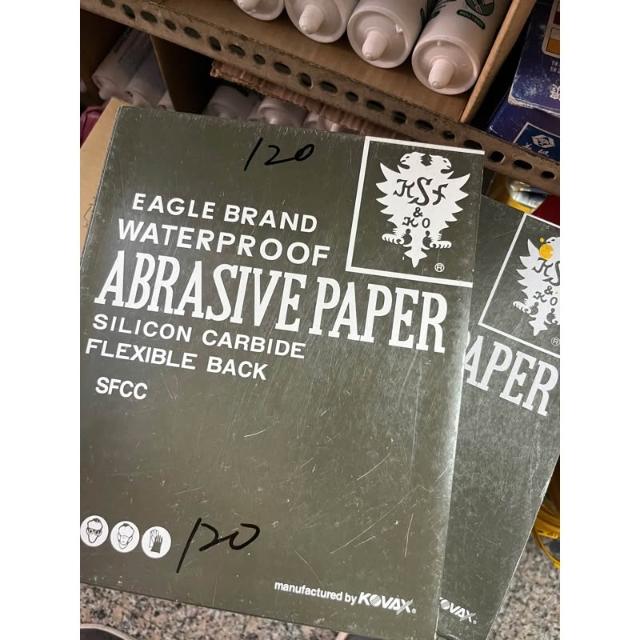 120
KSF
& KO
®
EAGLE BRAND
WATERPROOF
ABRASIVE PAPER
SILICON CARBIDE
FLEXIBLE BACK
SFCC
120
manufactured by KOVAX®
KSF
& KO
®
APER
KOVAX